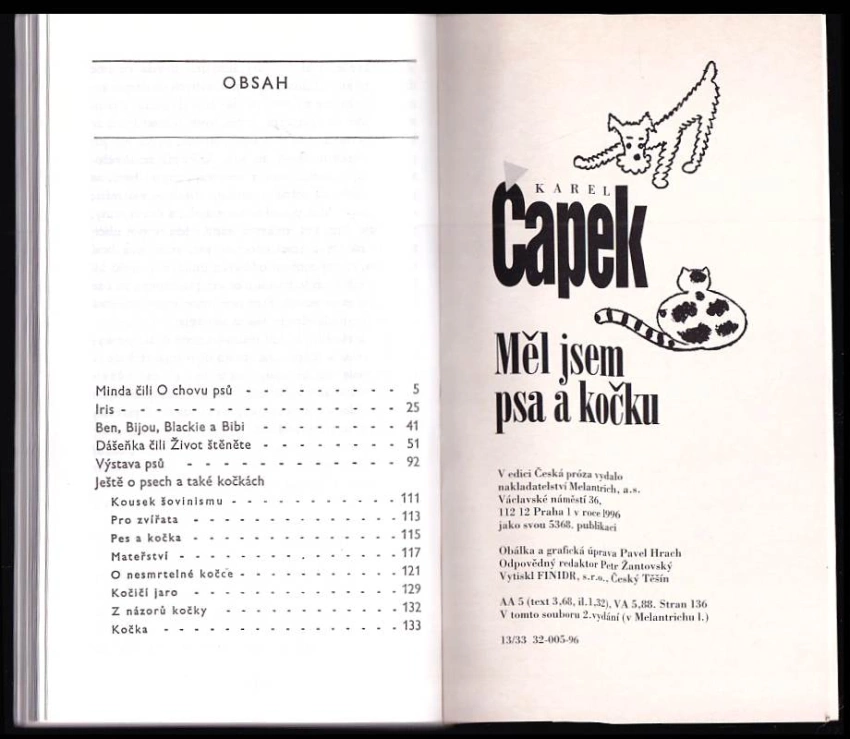 OBSAH
Minda čili O chovu psů - - - - - - - - - 5
Iris - - - - - - - - - - - - - - - - 25
Ben, Bijou, Blackie a Bibi - - - - - - - - 41
Dášeňka čili Život štěněte - - - - - - - - 51
Výstava psů - - - - - - - - - - - - 92
Ještě o psech a také kočkách
Kousek šovinismu - - - - - - - - - - 111
Pro zvířata - - - - - - - - - - - - 113
Pes a kočka - - - - - - - - - - - - 115
Mateřství - - - - - - - - - - - - - 117
O nesmrtelné kočce - - - - - - - - - - 121
Kočičí jaro - - - - - - - - - - - - 129
Z názorů kočky - - - - - - - - - - 132
Kočka - - - - - - - - - - - - - - 133
KAREL
Čapek
Měl jsem
psa a kočku
V edici Česká próza vydalo
nakladatelství Melantrich, a.s.
Václavské náměstí 36,
112 12 Praha 1 v roce 1996
jako svou 5368. publikaci
Obálka a grafická úprava Pavel Hrach
Odpovědný redaktor Petr Žantovský
Vytiskl FINIDR, s.r.o., Český Těšín
AA 5 (text 3,68, il.1,32), VA 5,88. Stran 136
V tomto souboru 2.vydání (v Melantrichu 1.)
13/33 32-005-96